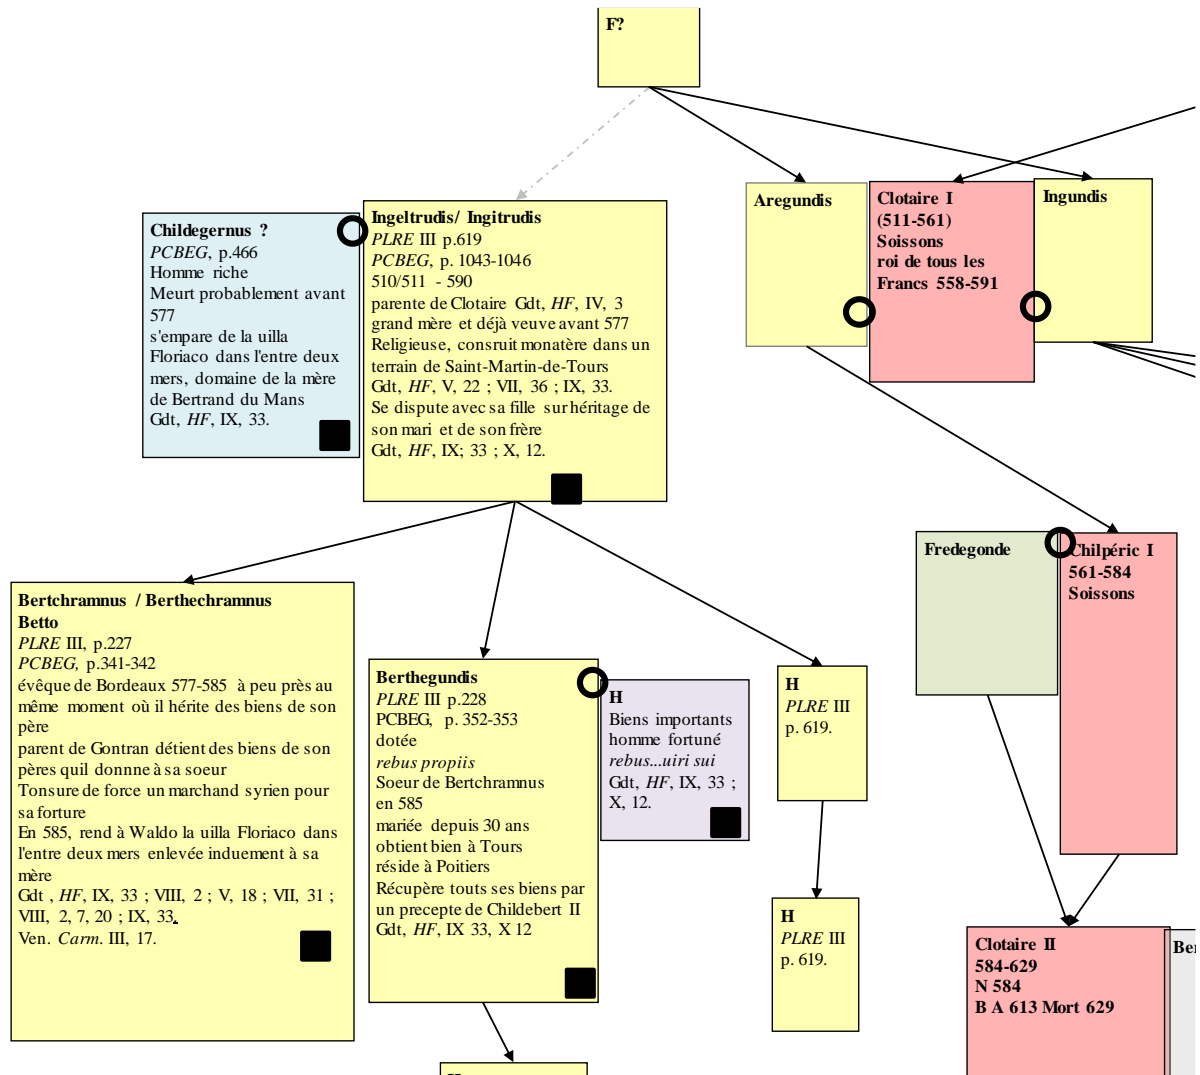 F?
Aregundis
Clotaire I
(511-561)
Soissons
roi de tous les
Francs 558-591
Ingundis
Childegernus ?
PCBEG, p.466
Homme riche
Meurt probablement avant
577
s'empare de la uilla
Floriaco dans l'entre deux
mers, domaine de la mère
de Bertrand du Mans
Gdt, HF, IX, 33.
Ingeltrudis/ Ingitrudis
PLRE III p.619
PCBEG, p. 1043-1046
510/511 - 590
parente de Clotaire Gdt, HF, IV, 3
grand mère et déjà veuve avant 577
Religieuse, consruit monatère dans un
terrain de Saint-Martin-de-Tours
Gdt, HF, V, 22 ; VII, 36 ; IX, 33.
Se dispute avec sa fille sur héritage de
son mari et de son frère
Gdt, HF, IX; 33 ; X, 12.
Fredegonde
Chilpéric I
561-584
Soissons
Bertchramnus / Berthechramnus
Betto
PLRE III, p.227
PCBEG, p.341-342
évêque de Bordeaux 577-585 à peu près au
même moment où il hérite des biens de son
père
parent de Gontran détient des biens de son
pères quil donnne à sa soeur
Tonsure de force un marchand syrien pour
sa forture
En 585, rend à Waldo la uilla Floriaco dans
l'entre deux mers enlevée induement à sa
mère
Gdt , HF, IX, 33 ; VIII, 2 ; V, 18 ; VII, 31 ;
VIII, 2, 7, 20 ; IX, 33.
Ven. Carm. III, 17.
Berthegundis
PLRE III p.228
PCBEG, p. 352-353
dotée
rebus propiis
Soeur de Bertchramnus
en 585
mariée depuis 30 ans
obtient bien à Tours
réside à Poitiers
Récupère touts ses biens par
un precepte de Childebert II
Gdt, HF, IX 33, X 12
H
Biens importants
homme fortuné
rebus...uiri sui
Gdt, HF, IX, 33 ;
X, 12.
H
PLRE III
p. 619.
H
PLRE III
p. 619.
Clotaire II
584-629
N 584
B A 613 Mort 629